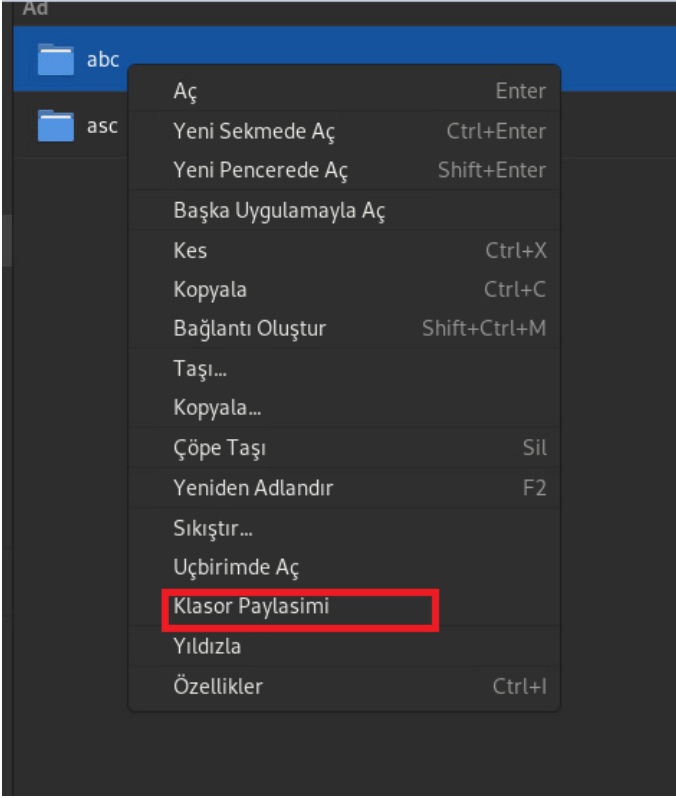 Ad
abc
asc
Aç Enter
Yeni Sekmede Aç Ctrl+Enter
Yeni Pencerede Aç Shift+Enter
Başka Uygulamayla Aç
Kes Ctrl+X
Kopyala Ctrl+C
Bağlantı Oluştur Shift+Ctrl+M
Taşı...
Kopyala...
Çöpe Taşı Sil
Yeniden Adlandır F2
Sıkıştır...
Uçbirimde Aç
Klasor Paylasimi
Yıldızla
Özellikler Ctrl+I